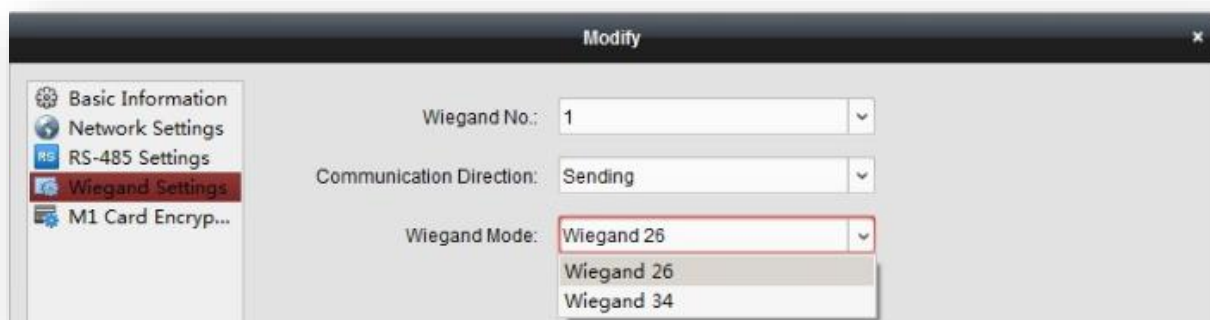 Modify
x
Basic Information
Network Settings
RS RS-485 Settings
Wiegand Settings
M1 Card Encryp...
Wiegand No.: 1
Communication Direction: Sending
Wiegand Mode: Wiegand 26
Wiegand 26
Wiegand 34